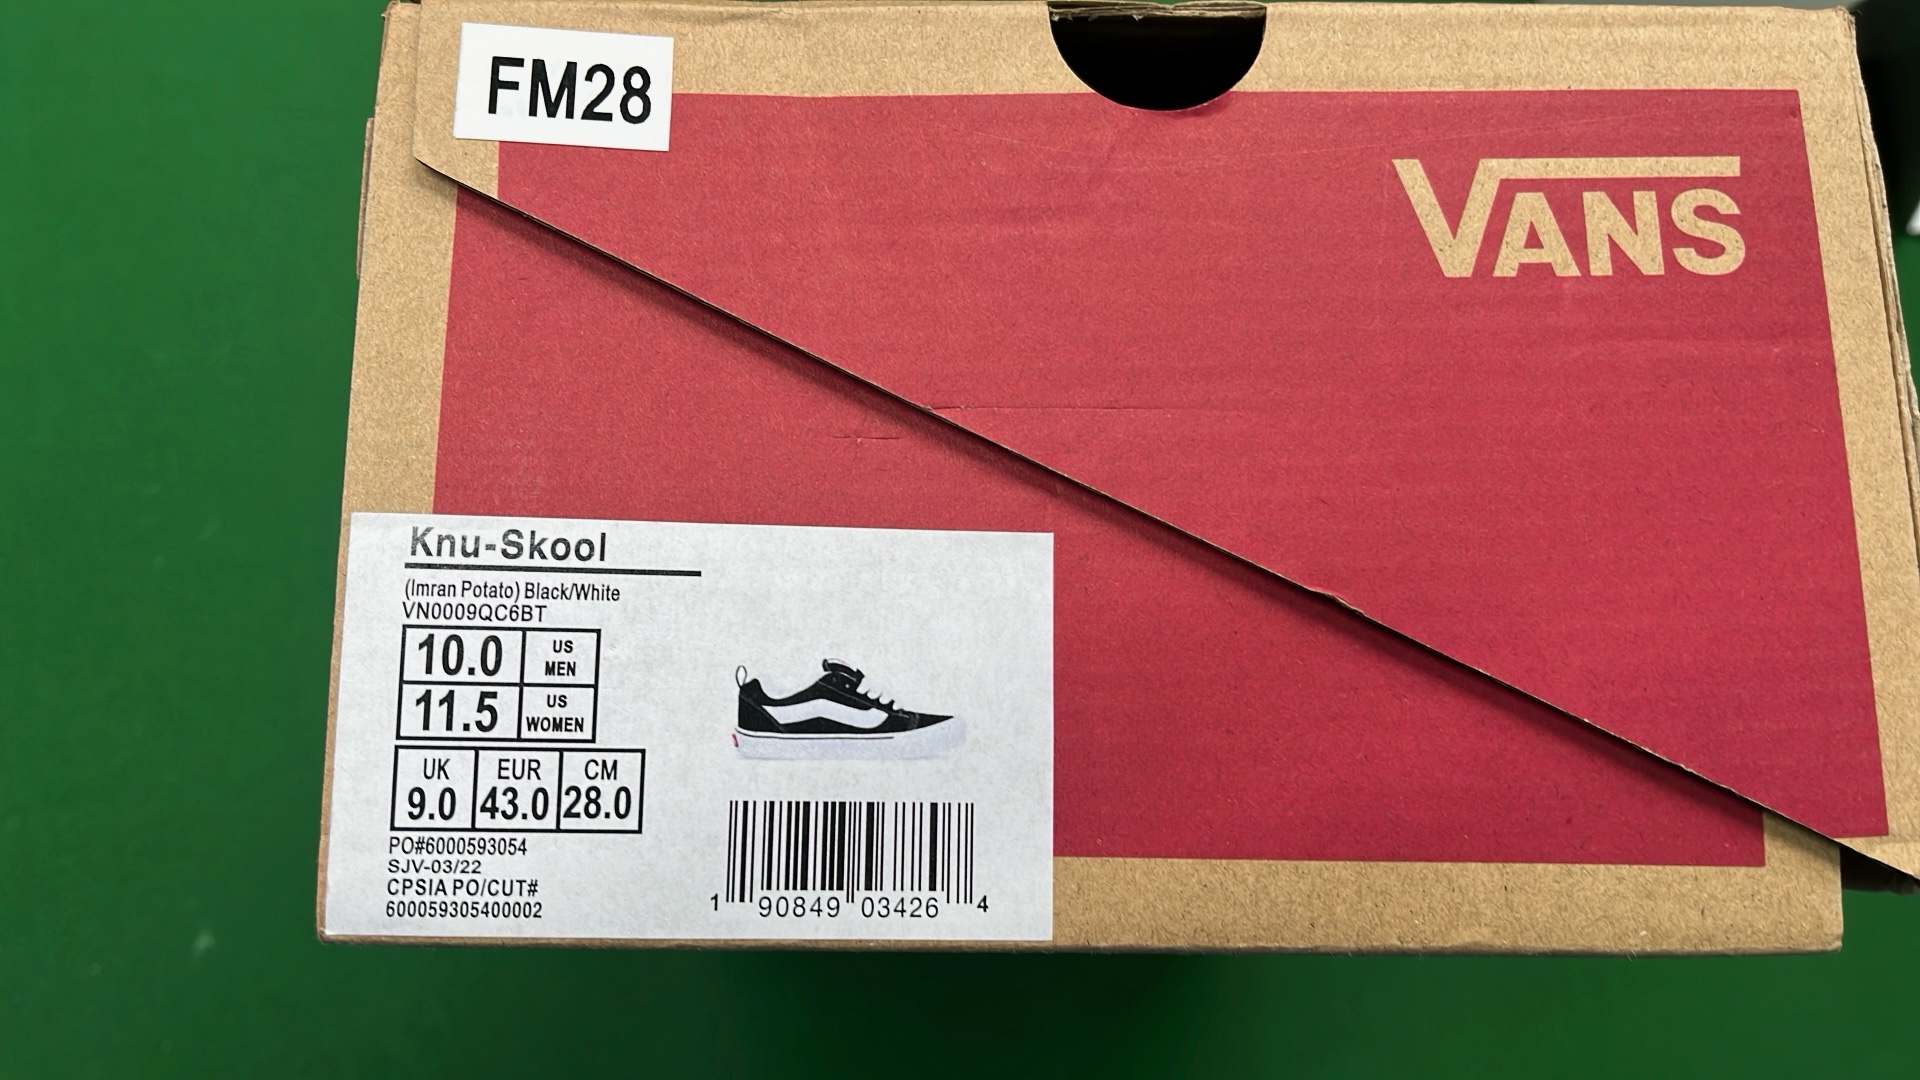 FM28
VANS
Knu-Skool
(Imran Potato) Black/White
VN0009QC6BT
10.0 US MEN
11.5 US WOMEN
UK EUR CM
9.0 43.0 28.0
PO#6000593054
SJV-03/22
CPSIA PO/CUT#
600059305400002
1 90849 03426 4